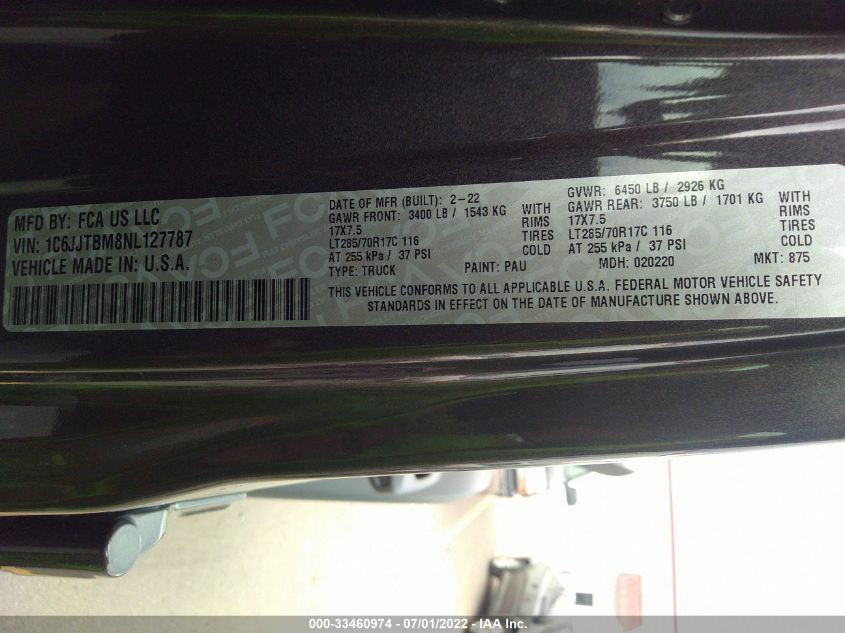 MFD BY: FCA US LLC
VIN: 1C6JJTBM8NL127787
VEHICLE MADE IN: U.S.A.
DATE OF MFR (BUILT): 2-22
GAWR FRONT: 3400 LB / 1543 KG WITH
17X7.5 RIMS
LT285/70R17C 116 TIRES
AT 255 kPa / 37 PSI COLD
TYPE: TRUCK PAINT: PAU
GVWR: 6450 LB / 2926 KG
GAWR REAR: 3750 LB / 1701 KG WITH
17X7.5 RIMS
LT285/70R17C 116 TIRES
AT 255 kPa / 37 PSI COLD
MDH: 020220 MKT: 875
THIS VEHICLE CONFORMS TO ALL APPLICABLE U.S.A. FEDERAL MOTOR VEHICLE SAFETY
STANDARDS IN EFFECT ON THE DATE OF MANUFACTURE SHOWN ABOVE.
000-33460974 - 07/01/2022 - IAA Inc.